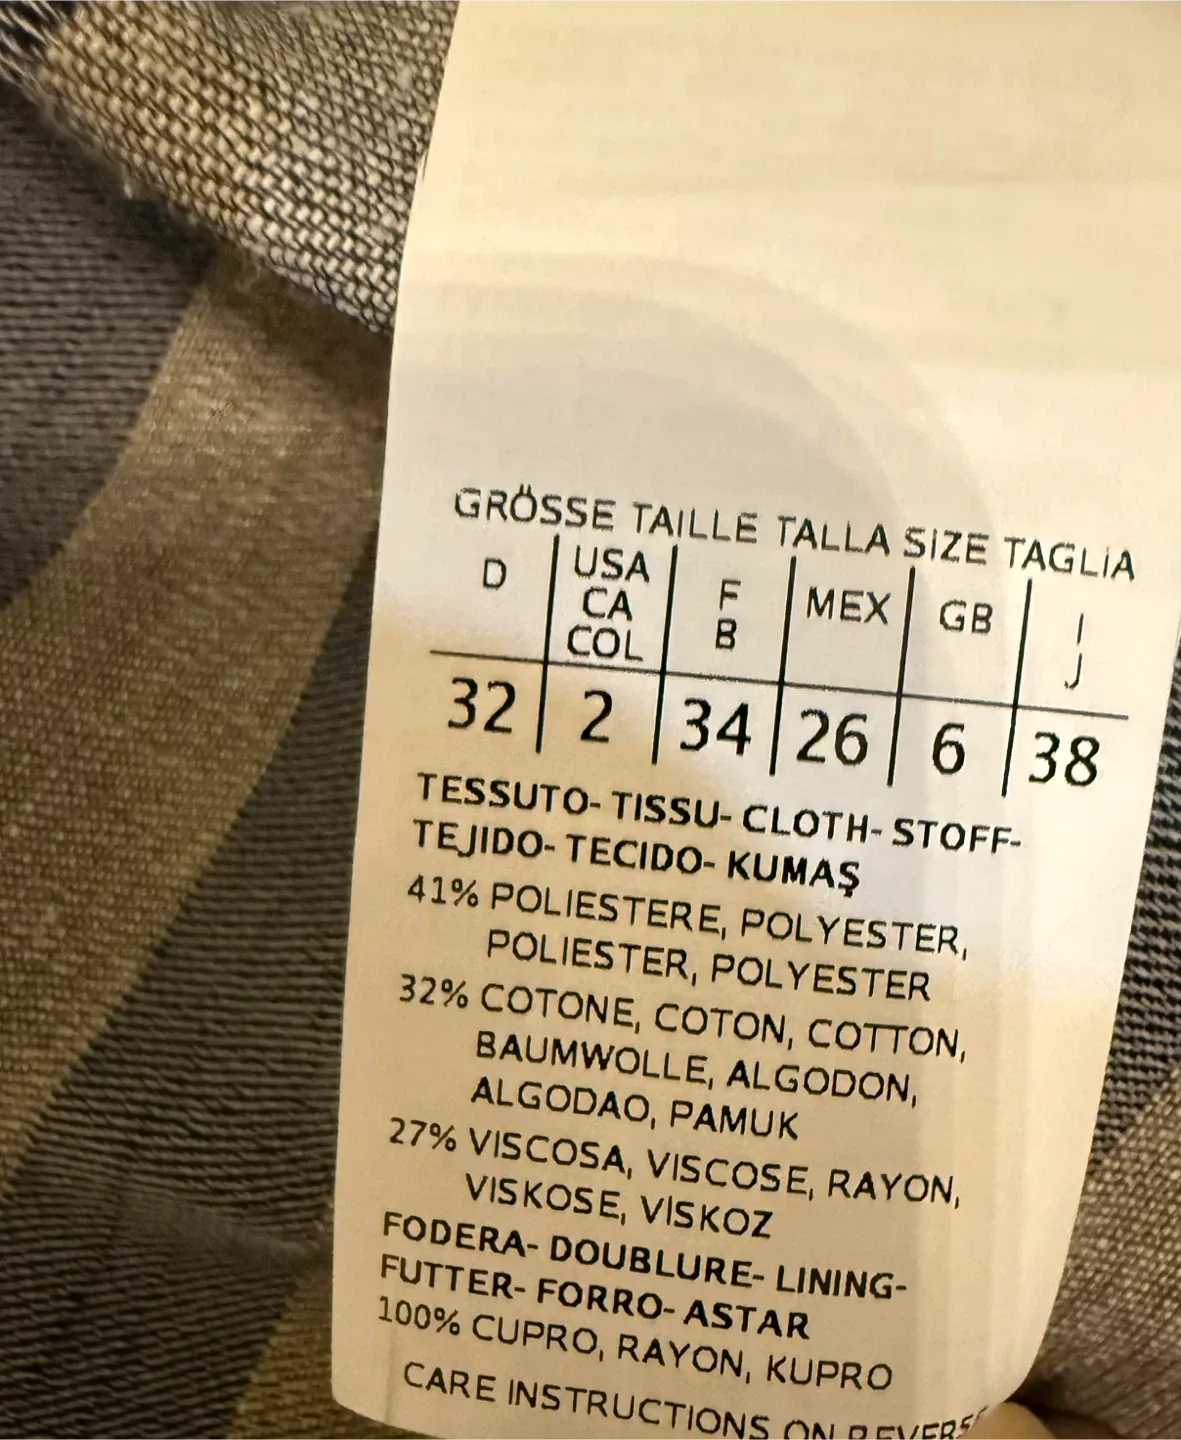 GRÖSSE TAILLE TALLA SIZE TAGLIA
D USA CA COL F B MEX GB I J
32 2 34 26 6 38
TESSUTO- TISSU- CLOTH- STOFF-
TEJIDO- TECIDO- KUMAŞ
41% POLIESTERE, POLYESTER,
POLIESTER, POLYESTER
32% COTONE, COTON, COTTON,
BAUMWOLLE, ALGODON,
ALGODAO, PAMUK
27% VISCOSA, VISCOSE, RAYON,
VISKOSE, VİSKOZ
FODERA- DOUBLURE- LINING-
FUTTER- FORRO- ASTAR
100% CUPRO, RAYON, KUPRO
CARE INSTRUCTIONS ON REVERSE